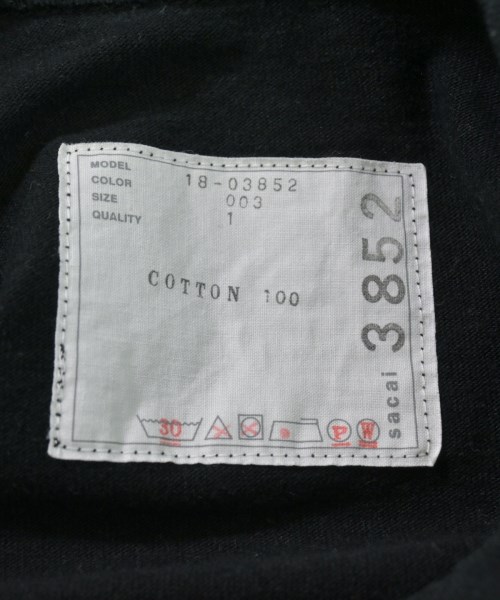 MODEL
COLOR 18-03852
SIZE 003
QUALITY 1
COTTON 100
30
P
W
sacai 3852